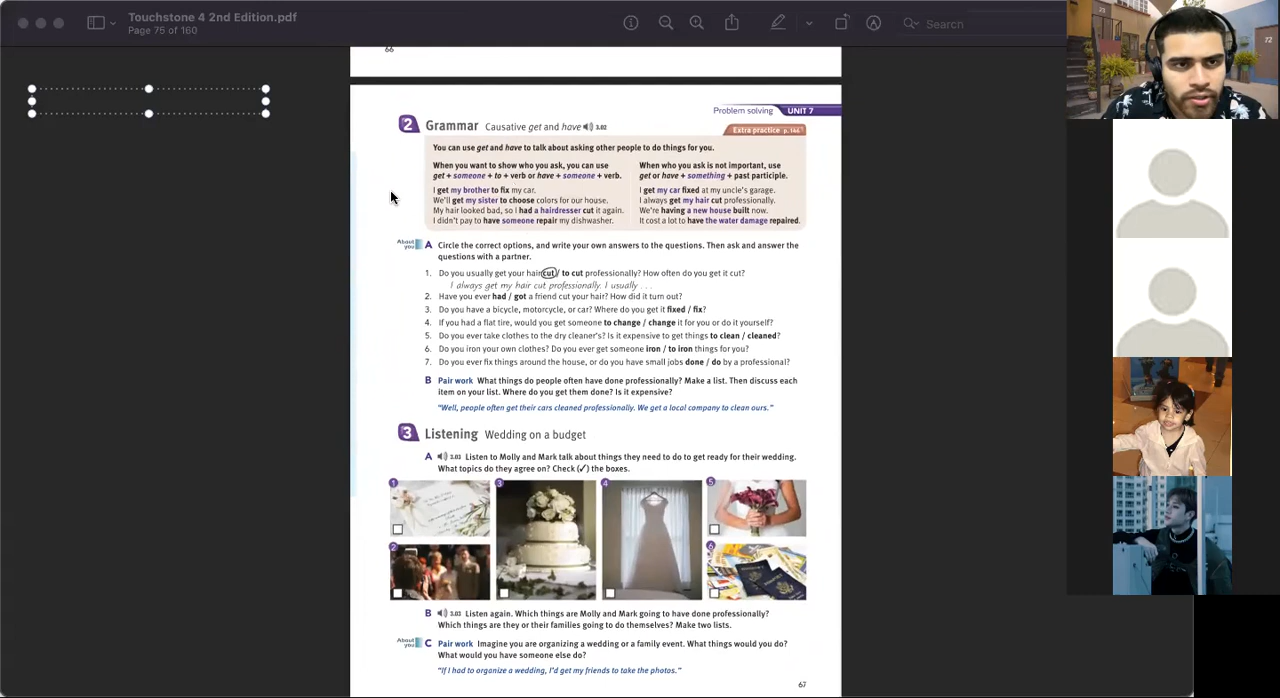 Touchstone 4 2nd Edition.pdf
Page 75 of 160
Search
66
Problem solving UNIT 7
2 Grammar Causative get and have 3.02
Extra practice p. 146
You can use get and have to talk about asking other people to do things for you.
When you want to show who you ask, you can use
get + someone + to + verb or have + someone + verb.
I get my brother to fix my car.
We'll get my sister to choose colors for our house.
My hair looked bad, so I had a hairdresser cut it again.
I didn't pay to have someone repair my dishwasher.
When who you ask is not important, use
get or have + something + past participle.
I get my car fixed at my uncle's garage.
I always get my hair cut professionally.
We're having a new house built now.
It cost a lot to have the water damage repaired.
About you
A Circle the correct options, and write your own answers to the questions. Then ask and answer the
questions with a partner.
1. Do you usually get your hair cut / to cut professionally? How often do you get it cut?
I always get my hair cut professionally. I usually . . .
2. Have you ever had / got a friend cut your hair? How did it turn out?
3. Do you have a bicycle, motorcycle, or car? Where do you get it fixed / fix?
4. If you had a flat tire, would you get someone to change / change it for you or do it yourself?
5. Do you ever take clothes to the dry cleaner's? Is it expensive to get things to clean / cleaned?
6. Do you iron your own clothes? Do you ever get someone iron / to iron things for you?
7. Do you ever fix things around the house, or do you have small jobs done / do by a professional?
B Pair work What things do people often have done professionally? Make a list. Then discuss each
item on your list. Where do you get them done? Is it expensive?
"Well, people often get their cars cleaned professionally. We get a local company to clean ours."
3 Listening Wedding on a budget
A 3.03 Listen to Molly and Mark talk about things they need to do to get ready for their wedding.
What topics do they agree on? Check (✓) the boxes.
1
3
4
5
2
6
B 3.03 Listen again. Which things are Molly and Mark going to have done professionally?
Which things are they or their families going to do themselves? Make two lists.
About you
C Pair work Imagine you are organizing a wedding or a family event. What things would you do?
What would you have someone else do?
"If I had to organize a wedding, I'd get my friends to take the photos."
67